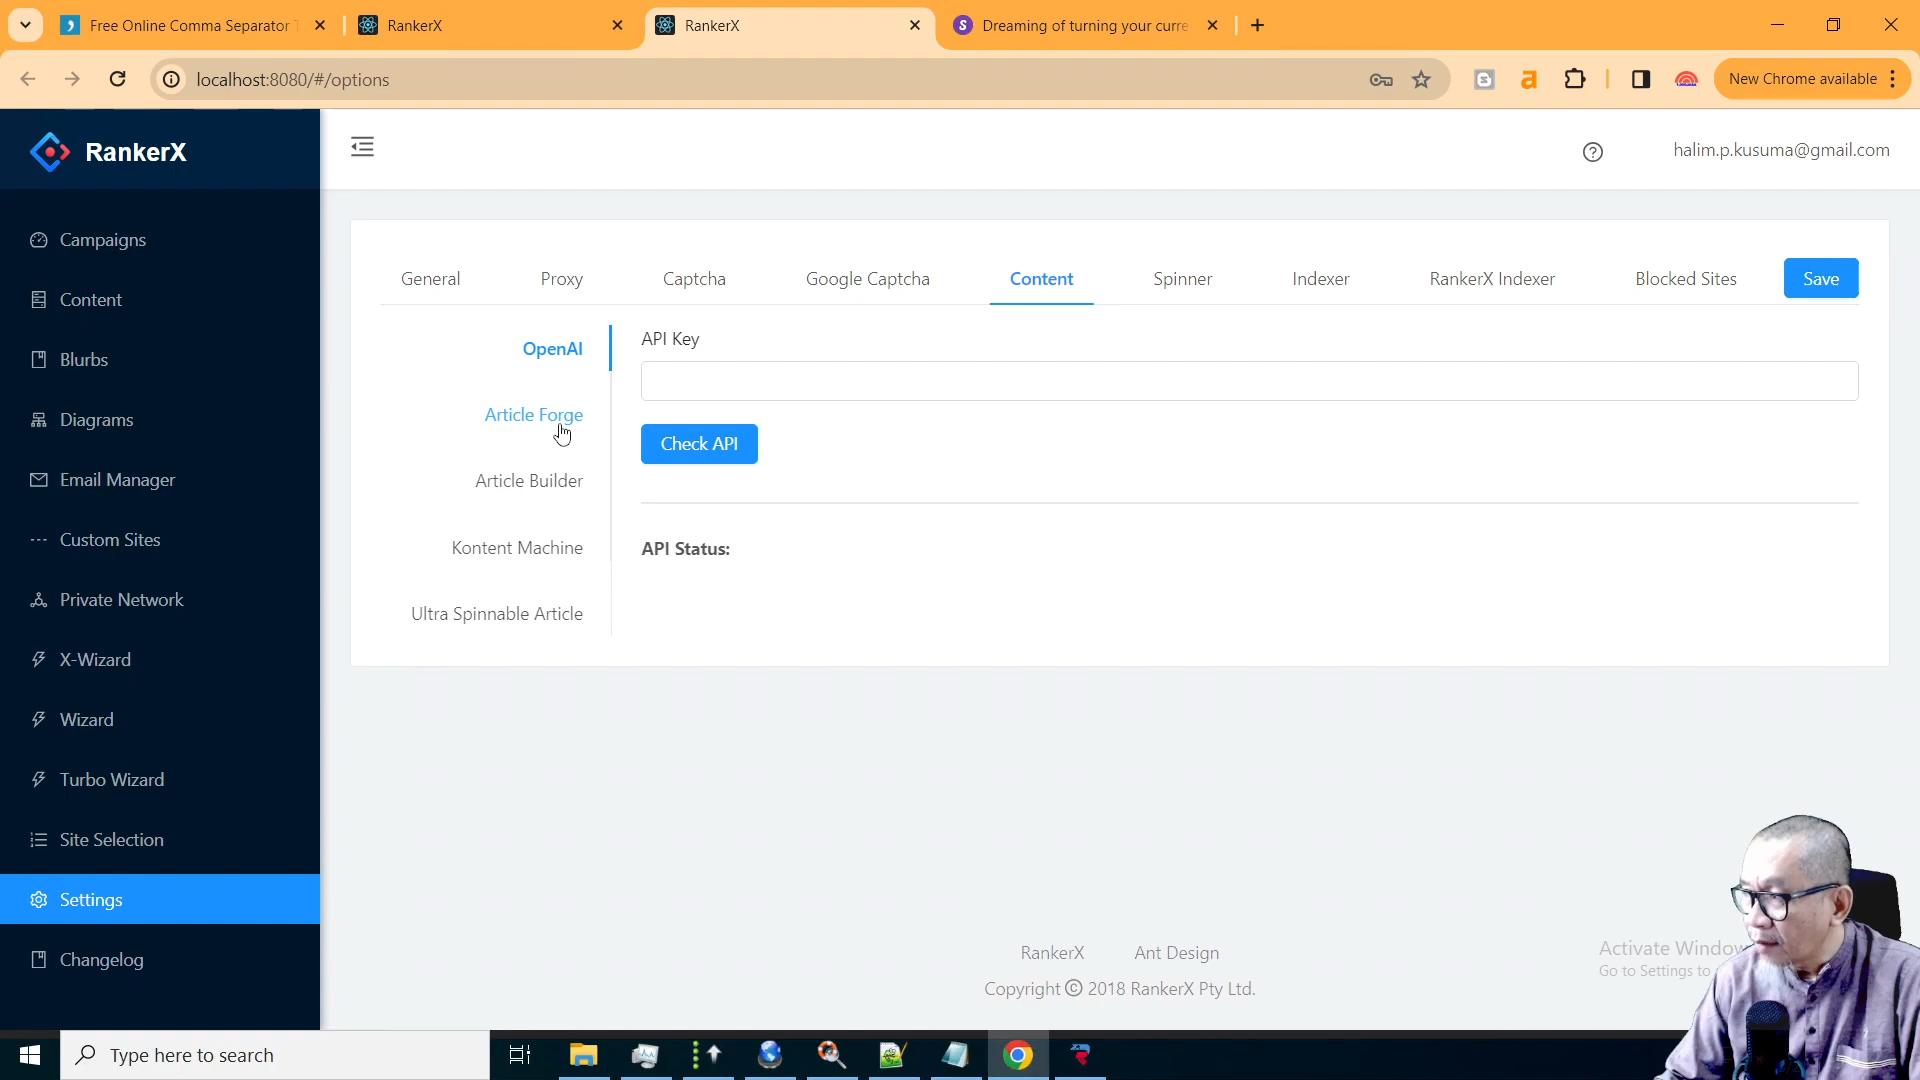 Free Online Comma Separator T
RankerX
RankerX
Dreaming of turning your curre
localhost:8080/#/options
New Chrome available
RankerX
halim.p.kusuma@gmail.com
Campaigns
Content
Blurbs
Diagrams
Email Manager
Custom Sites
Private Network
X-Wizard
Wizard
Turbo Wizard
Site Selection
Settings
Changelog
General
Proxy
Captcha
Google Captcha
Content
Spinner
Indexer
RankerX Indexer
Blocked Sites
Save
OpenAI
Article Forge
Article Builder
Kontent Machine
Ultra Spinnable Article
API Key
Check API
API Status:
RankerX
Ant Design
Copyright © 2018 RankerX Pty Ltd.
Activate Window
Go to Settings to
Type here to search